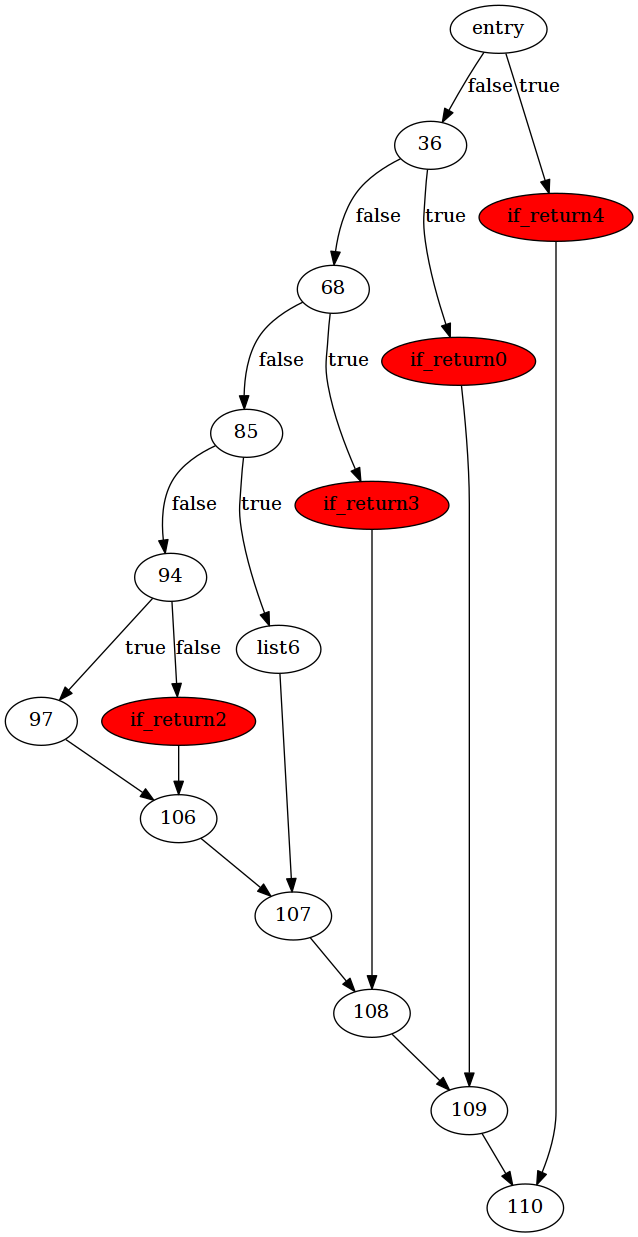 entry
false true
36
false true if_return4
68
false true if_return0
85
false true if_return3
94
true false list6
97 if_return2
106
107
108
109
110